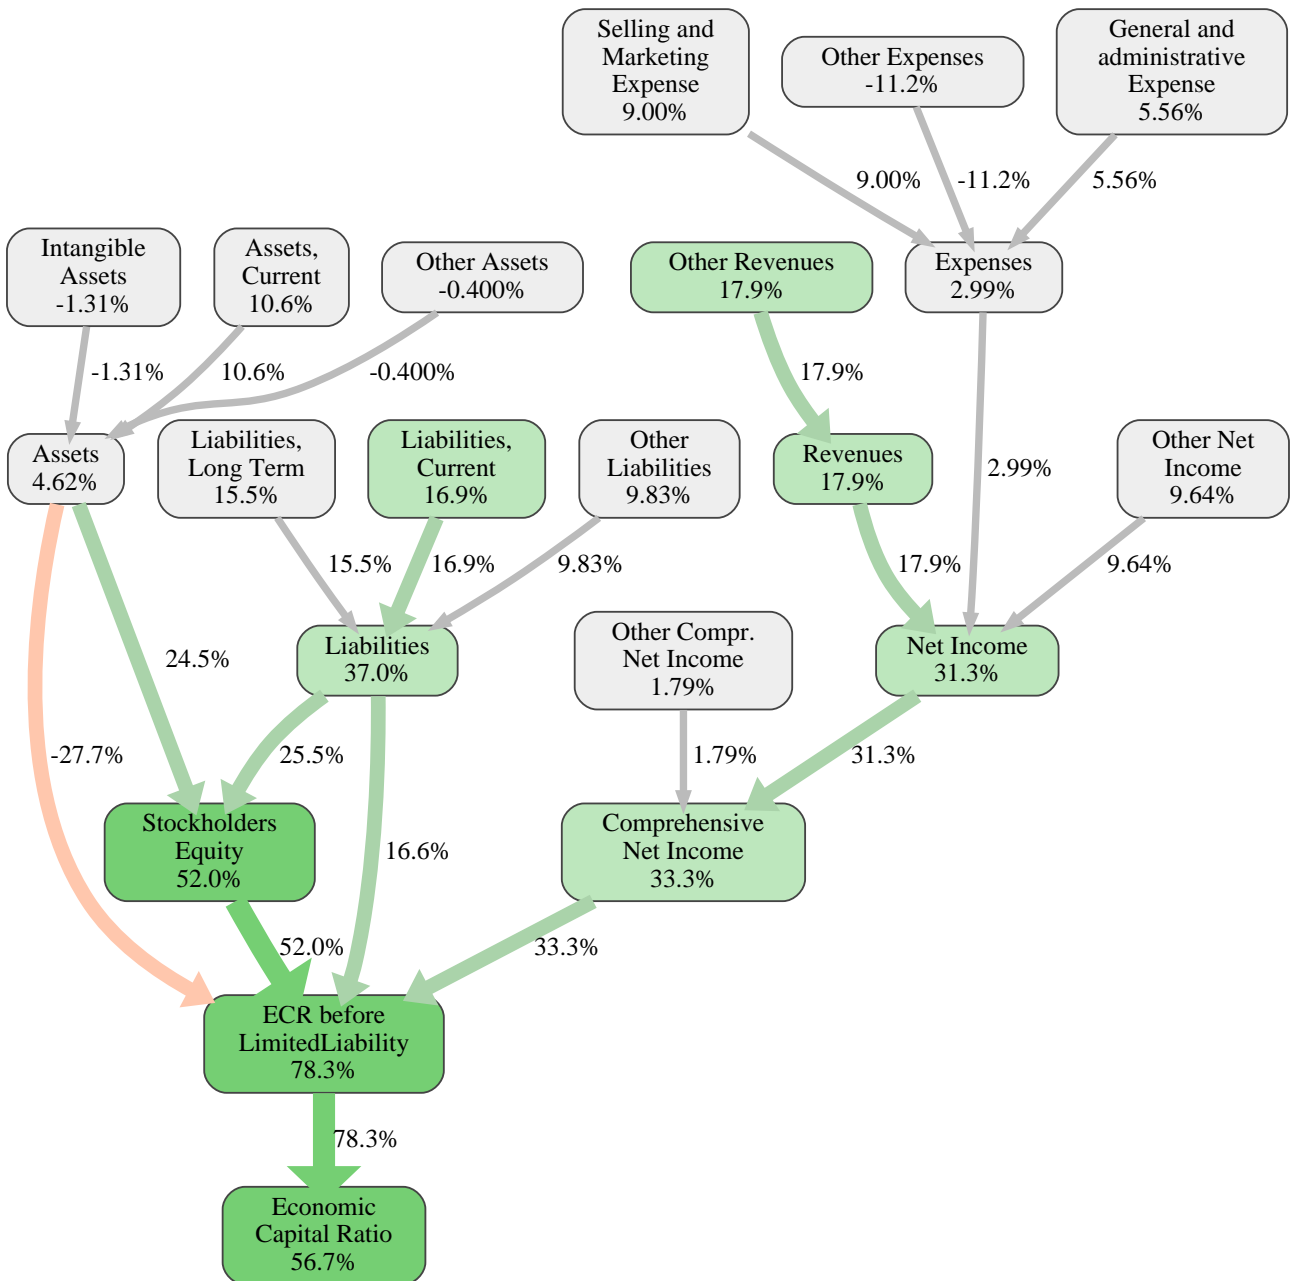 Selling and
Marketing
Expense
9.00%
Other Expenses
-11.2%
General and
administrative
Expense
5.56%
9.00%
-11.2%
5.56%
Intangible
Assets
-1.31%
Assets,
Current
10.6%
Other Assets
-0.400%
Other Revenues
17.9%
Expenses
2.99%
-1.31%
10.6%
-0.400%
17.9%
2.99%
Assets
4.62%
Liabilities,
Long Term
15.5%
Liabilities,
Current
16.9%
Other
Liabilities
9.83%
Revenues
17.9%
Other Net
Income
9.64%
15.5%
16.9%
9.83%
17.9%
9.64%
24.5%
Liabilities
37.0%
Other Compr.
Net Income
1.79%
Net Income
31.3%
-27.7%
25.5%
1.79%
31.3%
Stockholders
Equity
52.0%
16.6%
Comprehensive
Net Income
33.3%
52.0%
33.3%
ECR before
LimitedLiability
78.3%
78.3%
Economic
Capital Ratio
56.7%